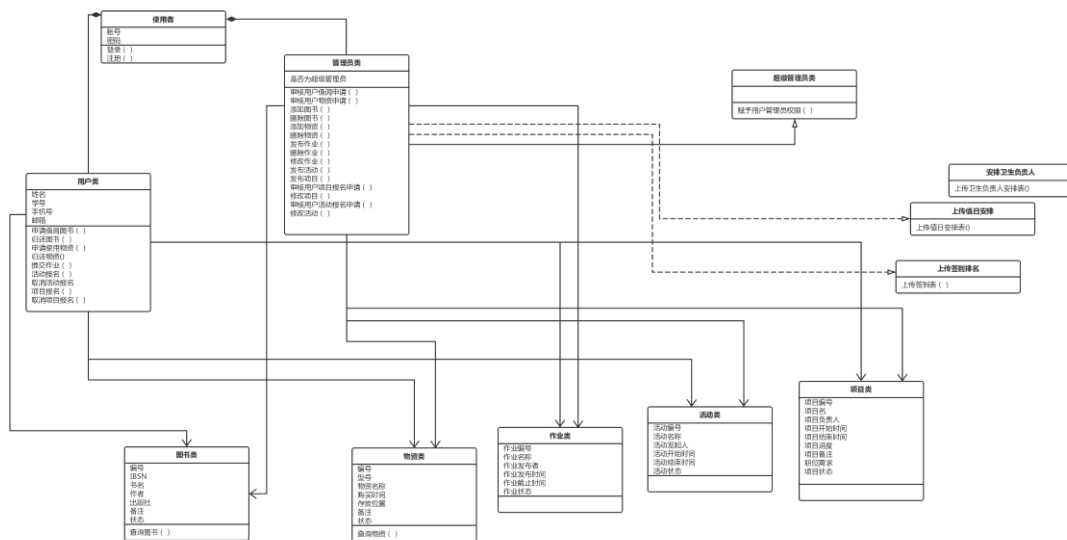 使用者
账号
密码
登录( )
注册( )
管理员类
是否为超级管理员
审核用户借阅申请( )
审核用户物资申请( )
添加图书( )
删除图书( )
添加物资( )
删除物资( )
发布作业( )
删除作业( )
修改作业( )
发布活动( )
发布项目( )
审核用户项目报名申请( )
修改项目( )
审核用户活动报名申请( )
修改活动( )
超级管理员类
赋予用户管理员权限( )
安排卫生负责人
上传卫生负责人安排表()
上传值日安排
上传值日安排表()
上传签到排名
上传签到表( )
用户类
姓名
学号
手机号
邮箱
申请借阅图书( )
归还图书( )
申请使用物资( )
归还物资()
提交作业( )
活动报名( )
取消活动报名
项目报名( )
取消项目报名( )
图书类
编号
IBSN
书名
作者
出版社
备注
状态
查询图书( )
物资类
编号
型号
物资名称
购买时间
存放位置
备注
状态
查询物资( )
作业类
作业编号
作业名称
作业发布者
作业发布时间
作业截止时间
作业状态
活动类
活动编号
活动名称
活动发起人
活动开始时间
活动结束时间
活动状态
项目类
项目编号
项目名
项目负责人
项目开始时间
项目结束时间
项目进度
项目备注
职位需求
项目状态